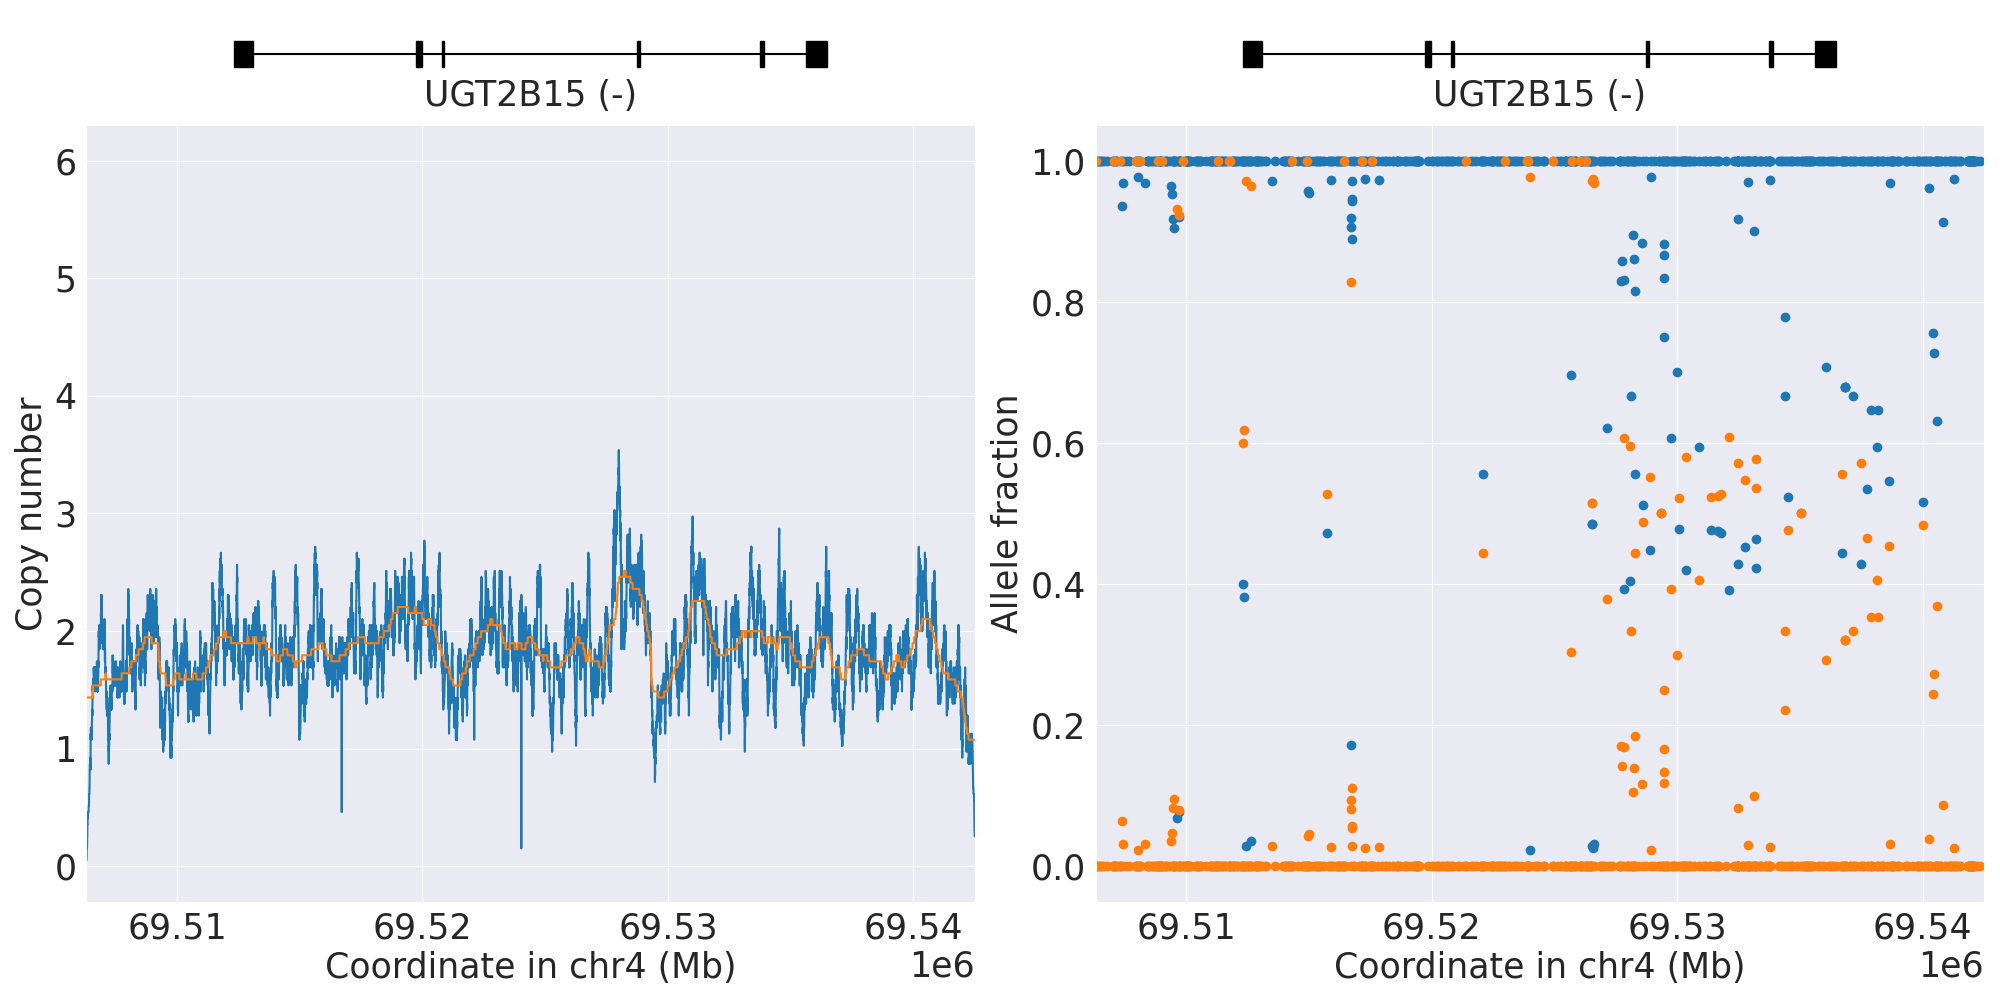 UGT2B15 (-)
6
5
4
3
2
1
0
Copy number
69.51 69.52 69.53 69.54
Coordinate in chr4 (Mb)
1e6
UGT2B15 (-)
1.0
0.8
0.6
0.4
0.2
0.0
Allele fraction
69.51 69.52 69.53 69.54
Coordinate in chr4 (Mb)
1e6